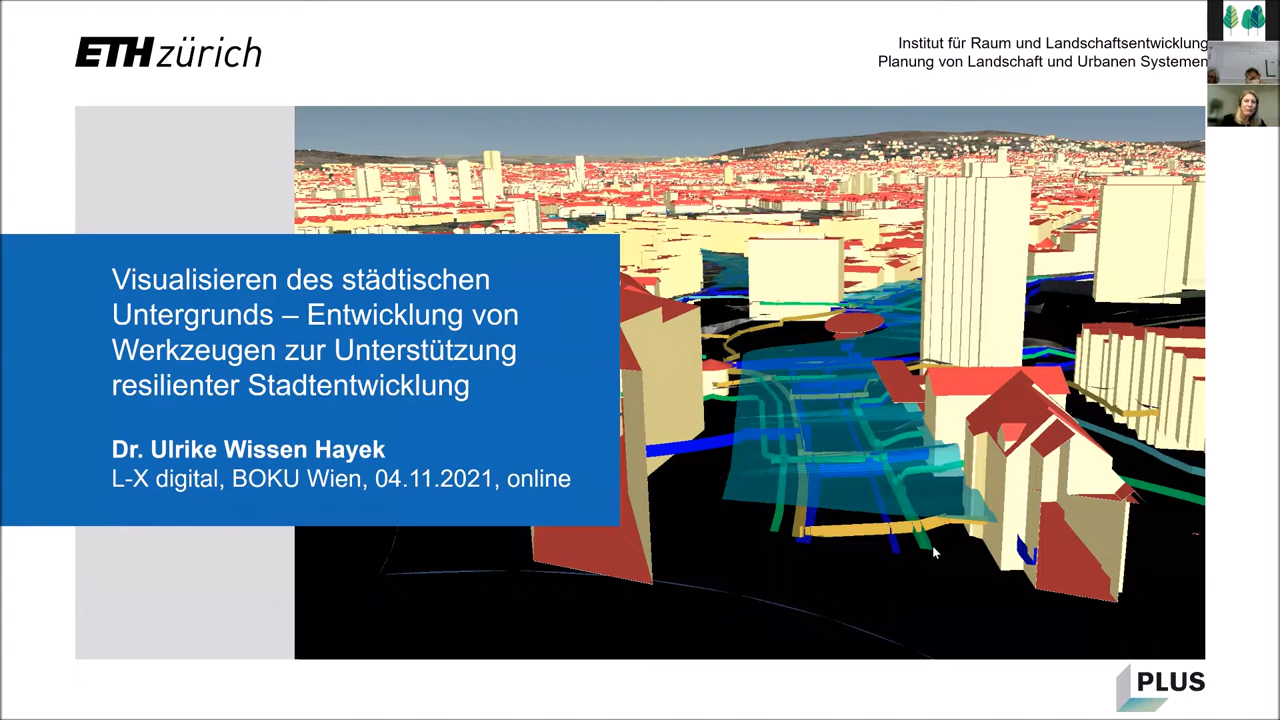 ETH zürich
Institut für Raum und Landschaftsentwicklung
Planung von Landschaft und Urbanen Systemen
Visualisieren des städtischen
Untergrunds – Entwicklung von
Werkzeugen zur Unterstützung
resilienter Stadtentwicklung
Dr. Ulrike Wissen Hayek
L-X digital, BOKU Wien, 04.11.2021, online
PLUS